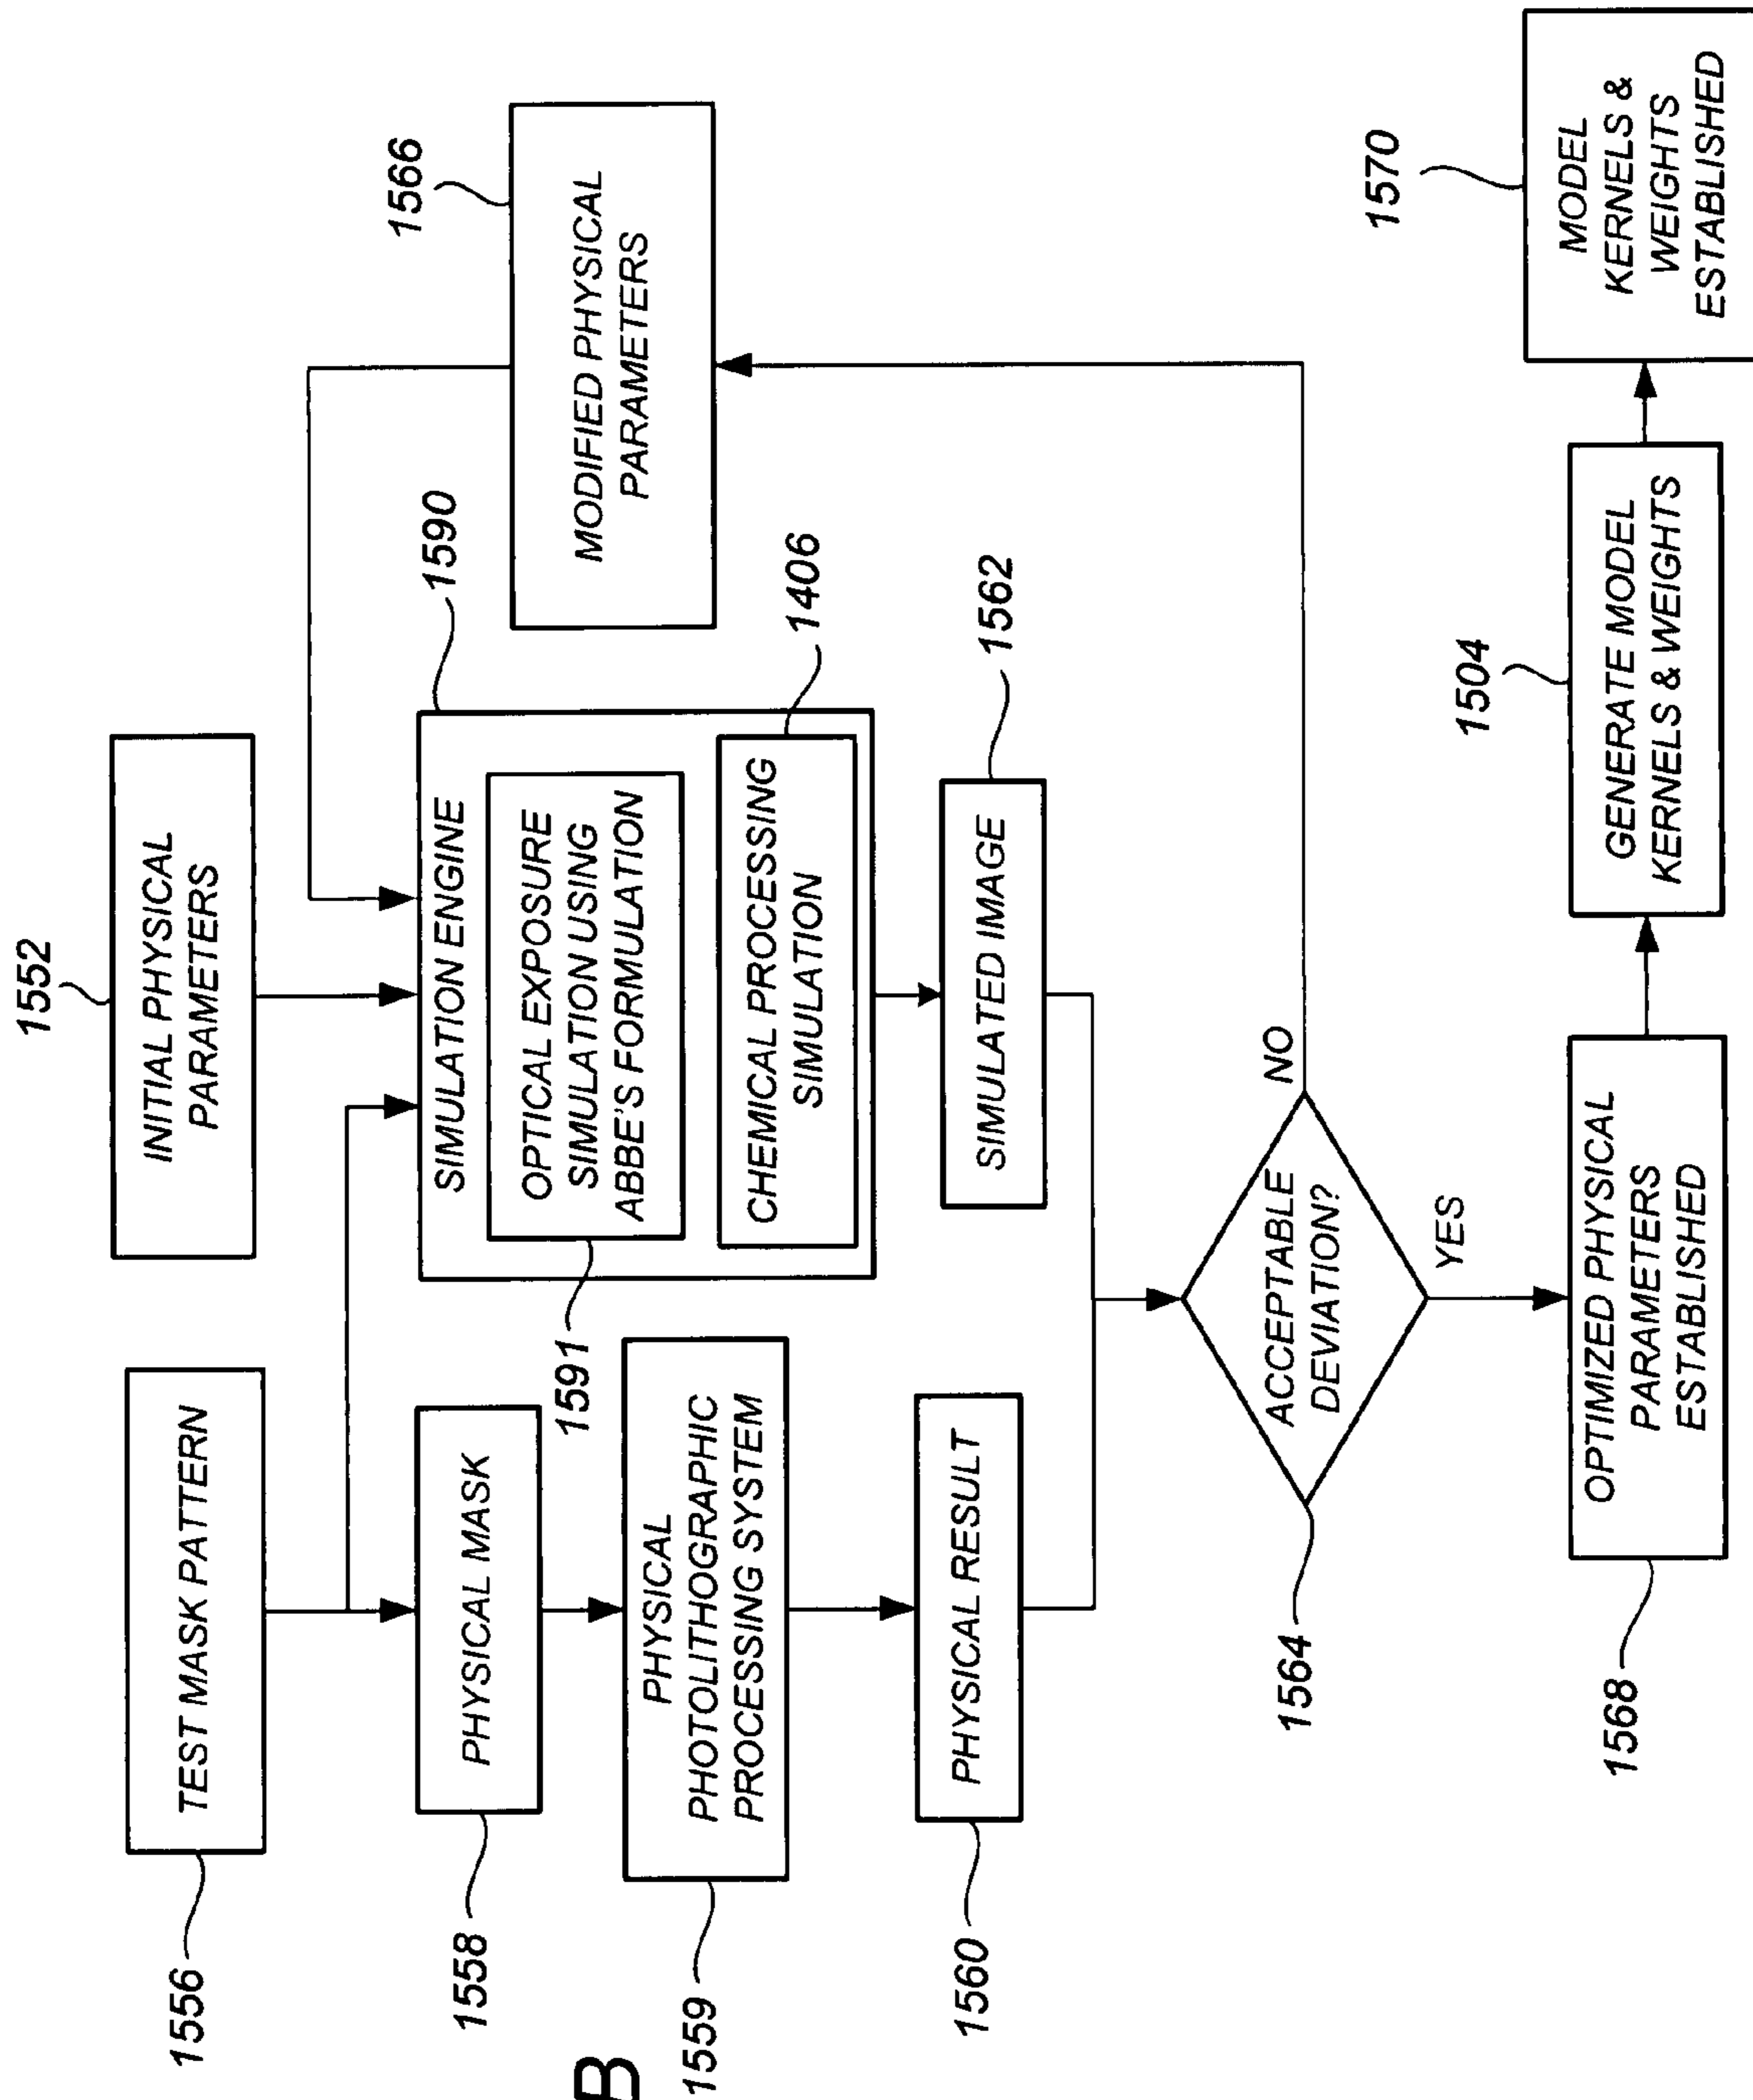 1556
TEST MASK PATTERN
1552
INITIAL PHYSICAL
PARAMETERS
1558
PHYSICAL MASK
1590
SIMULATION ENGINE
OPTICAL EXPOSURE
SIMULATION USING
ABBE'S FORMULATION
1591
CHEMICAL PROCESSING
SIMULATION
1406
1566
MODIFIED PHYSICAL
PARAMETERS
1559
PHYSICAL
PHOTOLITHOGRAPHIC
PROCESSING SYSTEM
1560
PHYSICAL RESULT
SIMULATED IMAGE
1562
ACCEPTABLE
DEVIATION?
1564
NO
YES
1568
OPTIMIZED PHYSICAL
PARAMETERS
ESTABLISHED
1504
GENERATE MODEL
KERNELS & WEIGHTS
1570
MODEL
KERNELS &
WEIGHTS
ESTABLISHED
B